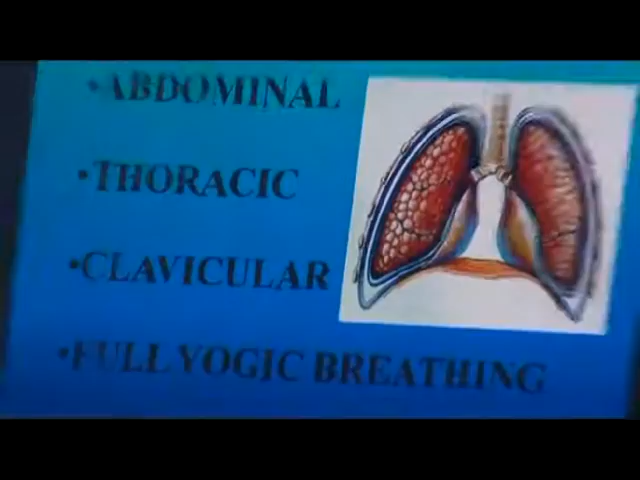 •ABDOMINAL
•THORACIC
•CLAVICULAR
•FULL YOGIC BREATHING